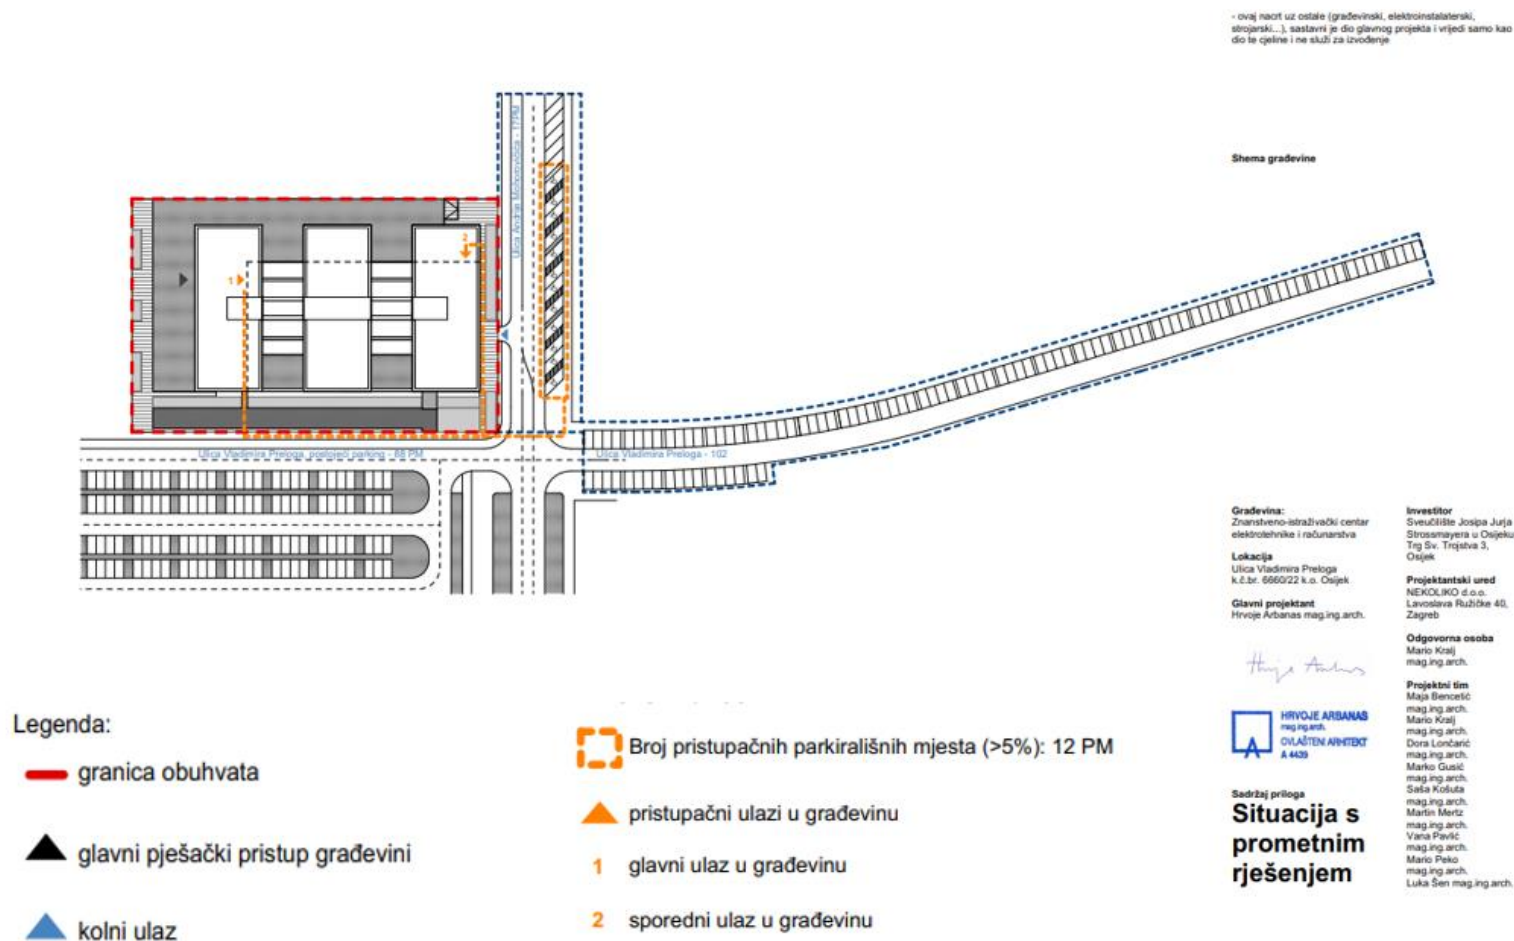 - ovaj nacrt uz ostale (građevinski, elektroinstalaterski,
strojarski...), sastavni je dio glavnog projekta i vrijedi samo kao
dio te cjeline i ne služi za izvođenje
Shema građevine
Ulica Andrije Mohorovičića - 17PM
1
2
Ulica Vladimira Preloga, postojeći parking - 88 PM
Ulica Vladimira Preloga - 102
Građevina:
Znanstveno-istraživački centar
elektrotehnike i računarstva
Lokacija
Ulica Vladimira Preloga
k.č.br. 6660/22 k.o. Osijek
Glavni projektant
Hrvoje Arbanas mag.ing.arch.
HRVOJE ARBANAS
mag.ing.arch.
OVLAŠTENI ARHITEKT
A 4439
Sadržaj priloga
Situacija s
prometnim
rješenjem
Investitor
Sveučilište Josipa Jurja
Strossmayera u Osijeku
Trg Sv. Trojstva 3,
Osijek
Projektantski ured
NEKOLIKO d.o.o.
Lavoslava Ružičke 40,
Zagreb
Odgovorna osoba
Mario Kralj
mag.ing.arch.
Projektni tim
Maja Bencetić
mag.ing.arch.
Mario Kralj
mag.ing.arch.
Dora Lončarić
mag.ing.arch.
Marko Gusić
mag.ing.arch.
Saša Košuta
mag.ing.arch.
Martin Mertz
mag.ing.arch.
Vana Pavlić
mag.ing.arch.
Mario Peko
mag.ing.arch.
Luka Šen mag.ing.arch.
Legenda:
granica obuhvata
glavni pješački pristup građevini
kolni ulaz
Broj pristupačnih parkirališnih mjesta (>5%): 12 PM
pristupačni ulazi u građevinu
1 glavni ulaz u građevinu
2 sporedni ulaz u građevinu